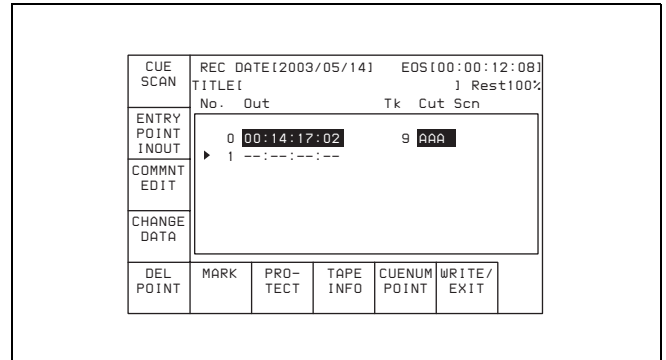 CUE
SCAN
REC DATE[2003/05/14] EOS[00:00:12:08]
TITLE[ ] Rest100%
No. Out Tk Cut Scn
ENTRY
POINT
INOUT
0 00:14:17:02 9 AAA
▶ 1 --:--:--:--
COMMNT
EDIT
CHANGE
DATA
DEL
POINT
MARK
PRO-
TECT
TAPE
INFO
CUENUM
POINT
WRITE/
EXIT